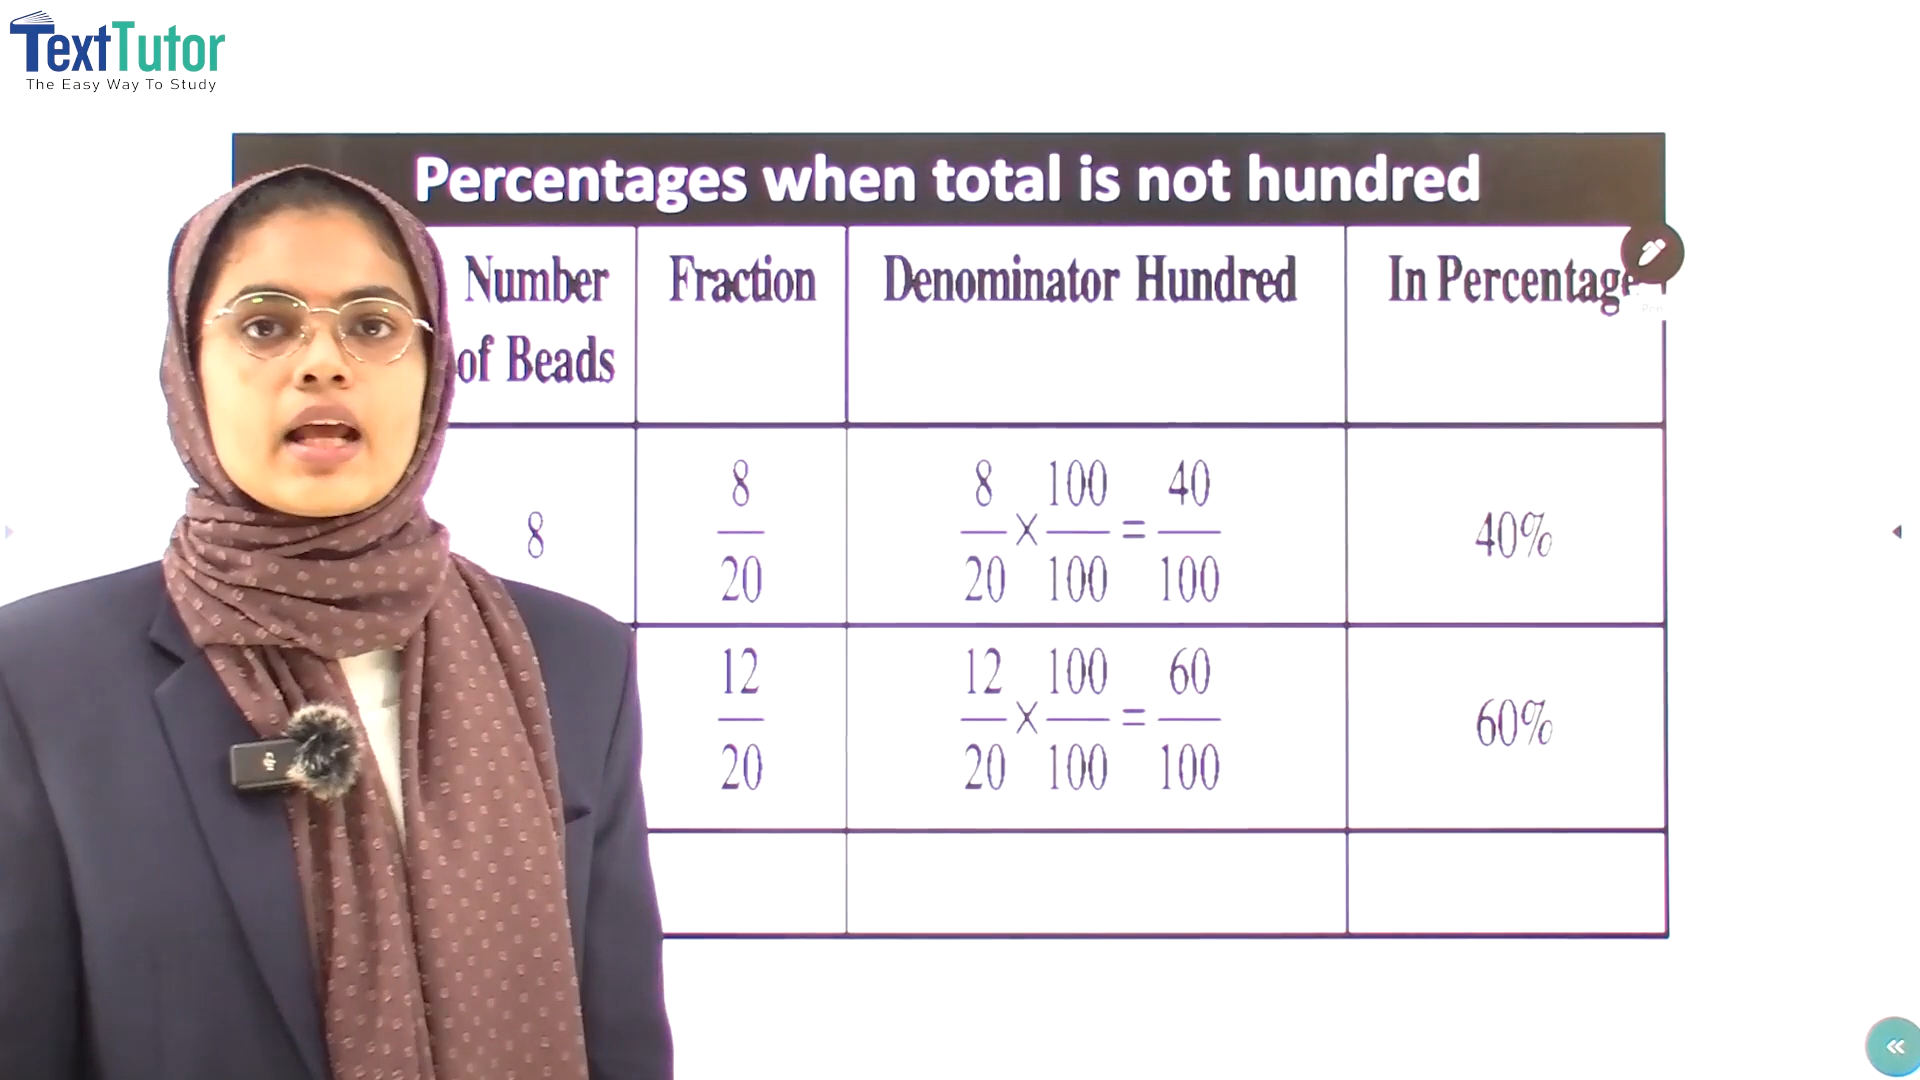 TextTutor
The Easy Way To Study
Percentages when total is not hundred
Number of Beads
Fraction
Denominator Hundred
In Percentage
8
8/20
8/20 × 100/100 = 40/100
40%
12/20
12/20 × 100/100 = 60/100
60%